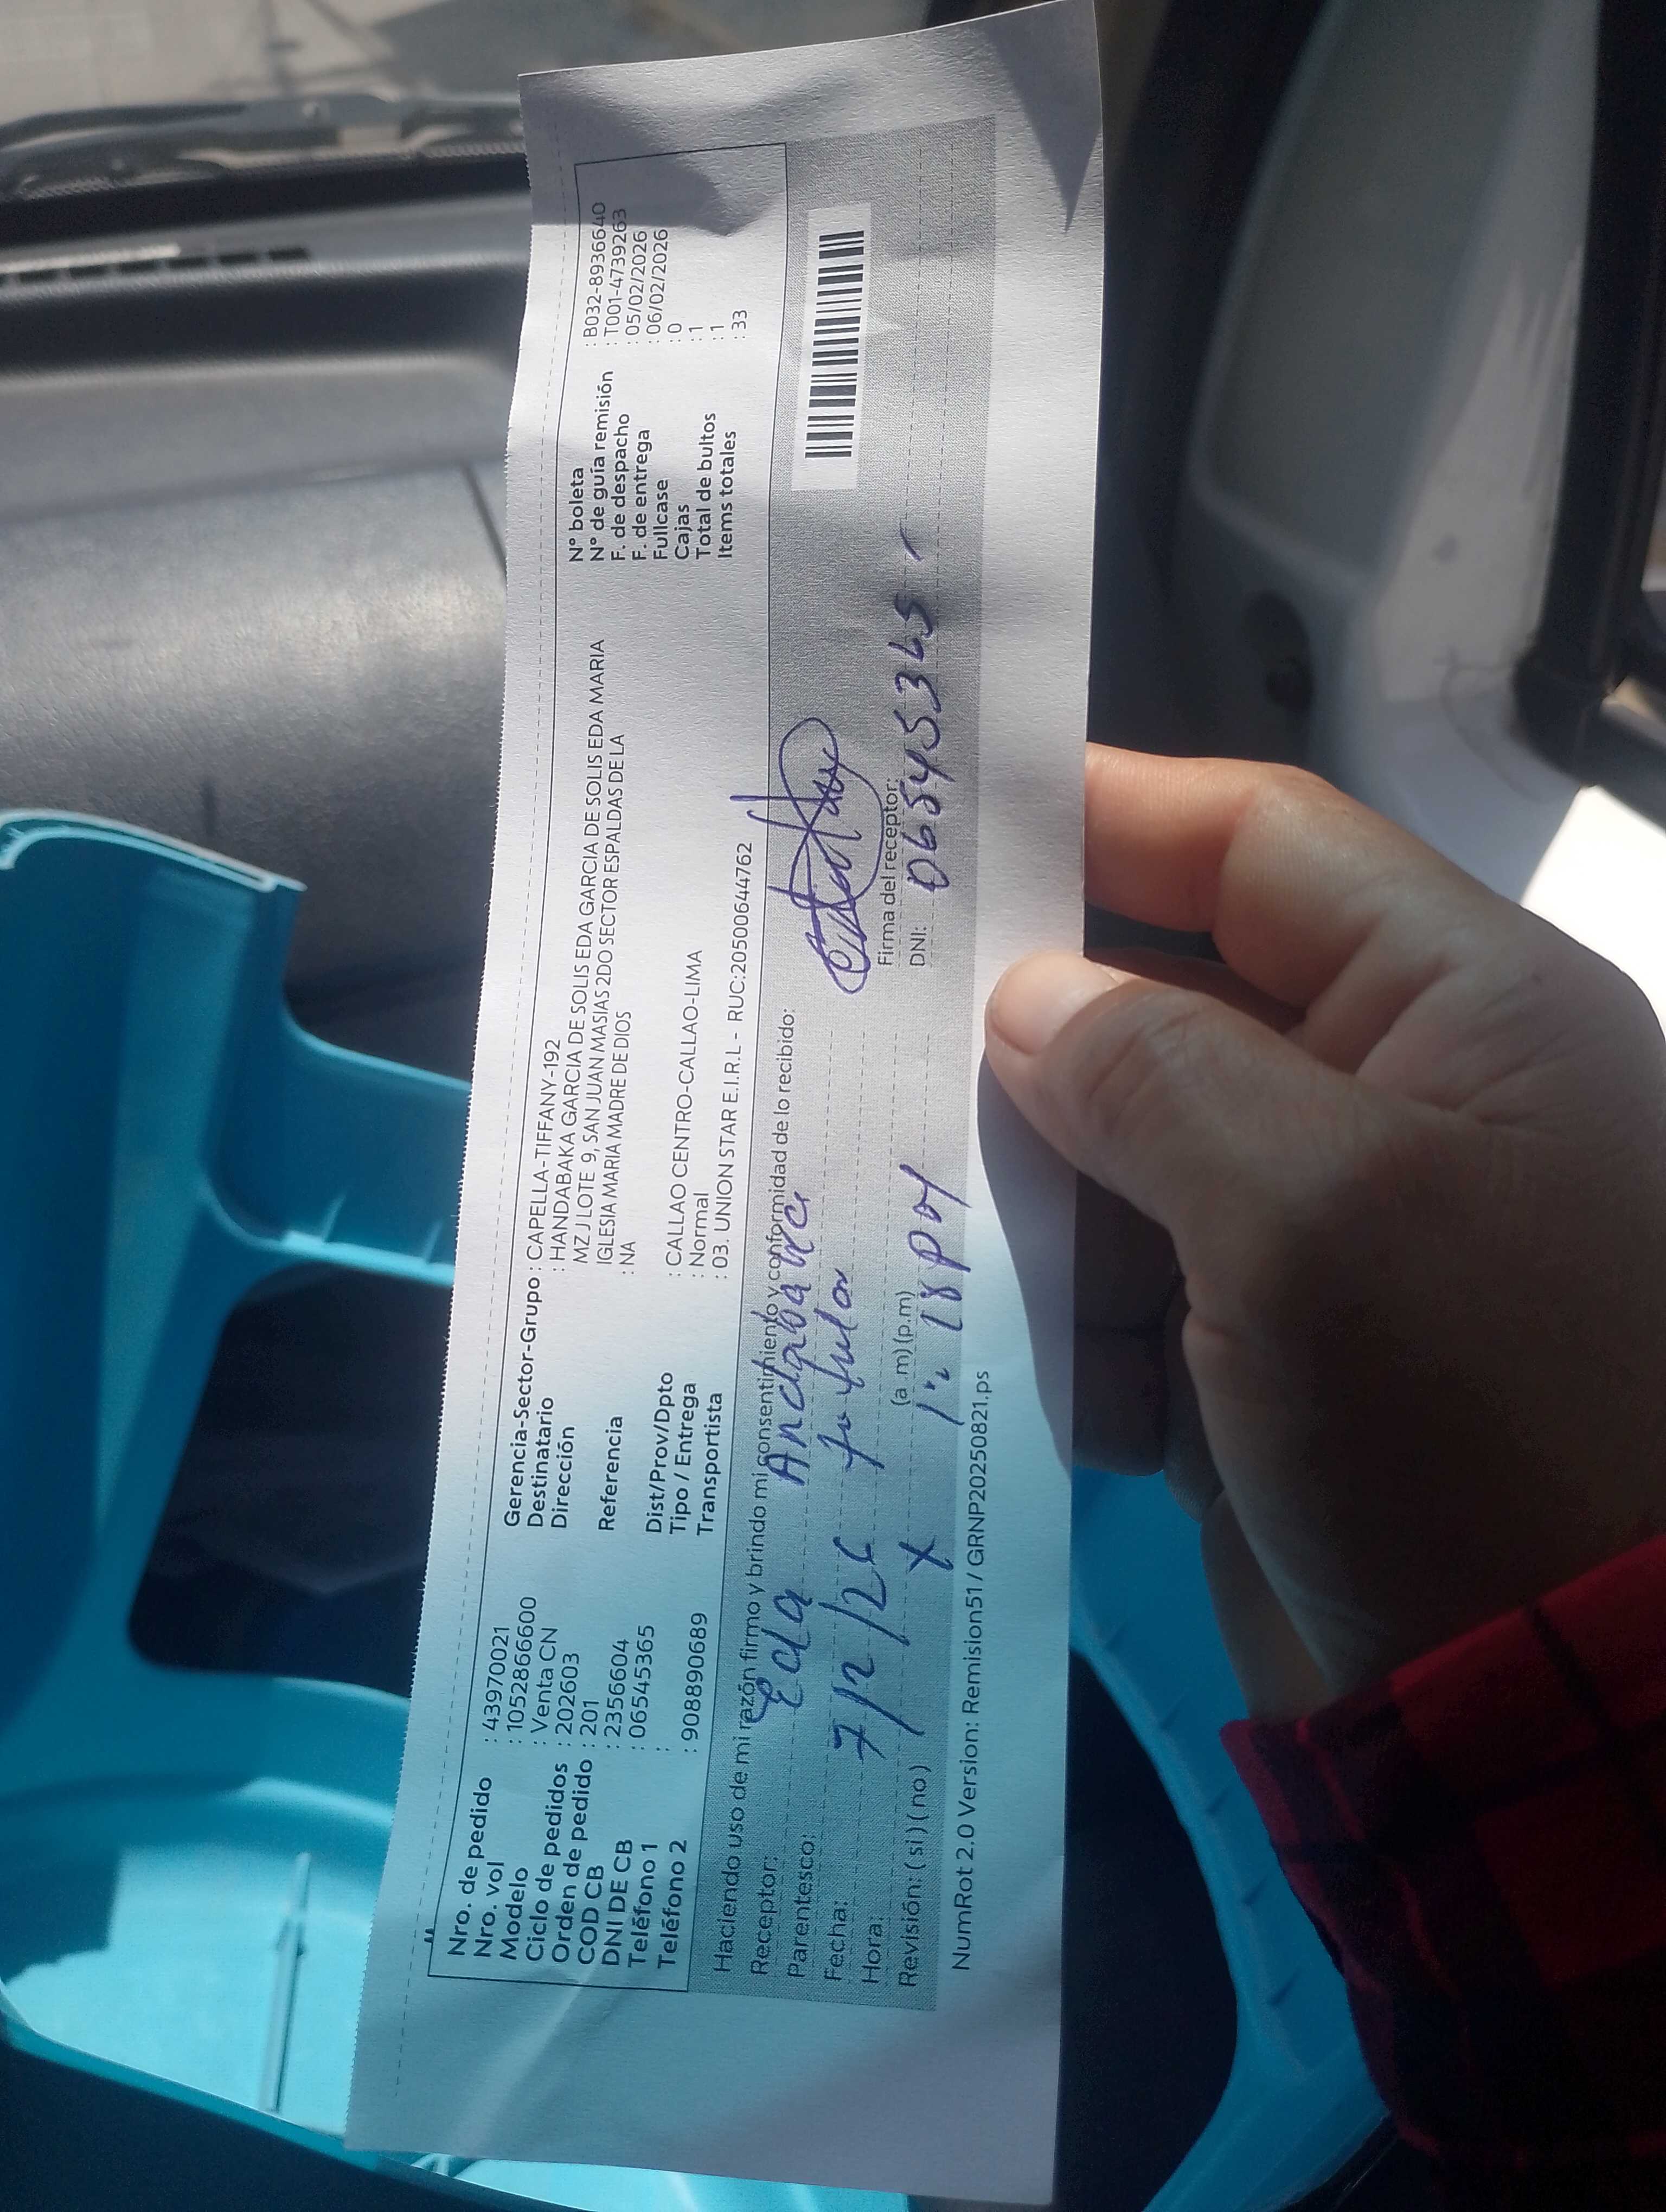 Nro. de pedido : 43970021
Nro. vol : 1052866600
Modelo : Venta CN
Ciclo de pedidos : 202603
Orden de pedido : 201
COD CB : 2356604
DNI DE CB : 06545365
Teléfono 1 :
Teléfono 2 : 908890689
Gerencia-Sector-Grupo : CAPELLA-TIFFANY-192
Destinatario : HANDABAKA GARCIA DE SOLIS EDA GARCIA DE SOLIS EDA MARIA
Dirección MZ J LOTE 9, SAN JUAN MASIAS 2DO SECTOR ESPALDAS DE LA
IGLESIA MARIA MADRE DE DIOS
Referencia : NA
Dist/Prov/Dpto : CALLAO CENTRO-CALLAO-LIMA
Tipo / Entrega : Normal
Transportista : 03. UNION STAR E.I.R.L - RUC:20500644762
N° boleta : B032-8936640
N° de guía remisión : T001-4739263
F. de despacho : 05/02/2026
F. de entrega : 06/02/2026
Fullcase : 0
Cajas : 1
Total de bultos : 1
Items totales : 33
Haciendo uso de mi razón firmo y brindo mi consentimiento y conformidad de lo recibido:
Receptor: Eda
Parentesco:
Fecha: 7/2/26
Hora: (a .m) (p.m)
Revisión: ( si ) ( no ) X 1:28 PM
Firma del receptor:
DNI:
NumRot 2.0 Version: Remision51 / GRNP20250821.ps